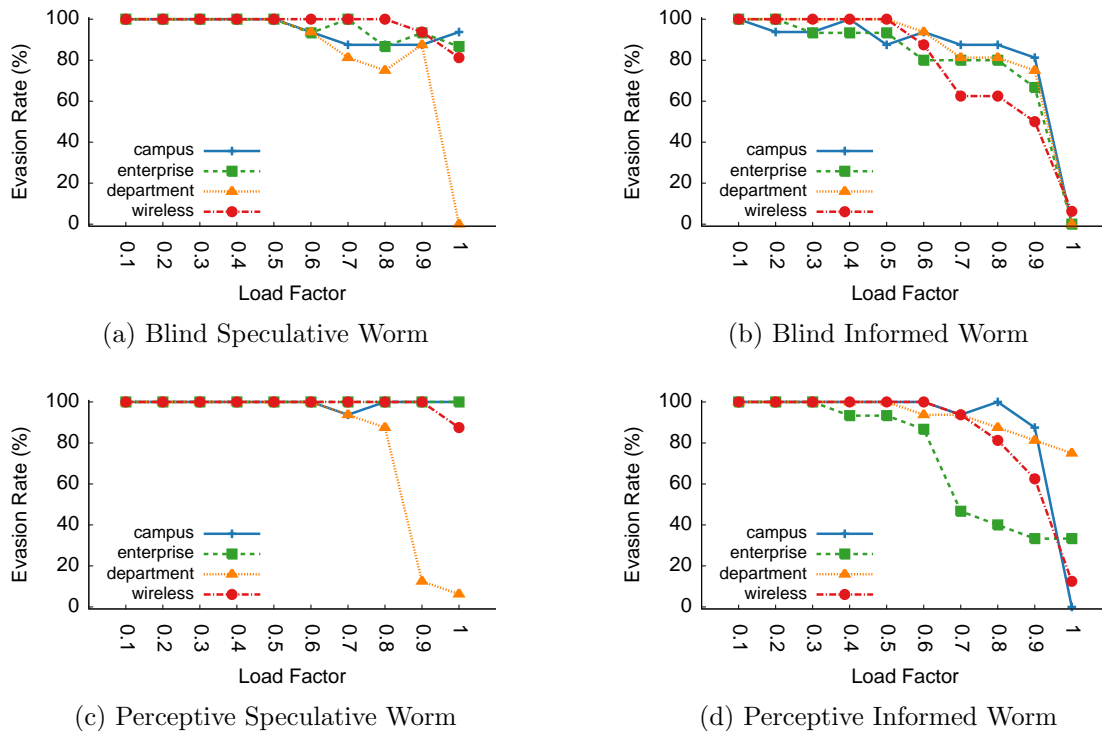 100
80
60
40
20
0
Evasion Rate (%)
campus
enterprise
department
wireless
0.1 0.2 0.3 0.4 0.5 0.6 0.7 0.8 0.9 1
Load Factor
(a) Blind Speculative Worm
100
80
60
40
20
0
Evasion Rate (%)
campus
enterprise
department
wireless
0.1 0.2 0.3 0.4 0.5 0.6 0.7 0.8 0.9 1
Load Factor
(b) Blind Informed Worm
100
80
60
40
20
0
Evasion Rate (%)
campus
enterprise
department
wireless
0.1 0.2 0.3 0.4 0.5 0.6 0.7 0.8 0.9 1
Load Factor
(c) Perceptive Speculative Worm
100
80
60
40
20
0
Evasion Rate (%)
campus
enterprise
department
wireless
0.1 0.2 0.3 0.4 0.5 0.6 0.7 0.8 0.9 1
Load Factor
(d) Perceptive Informed Worm